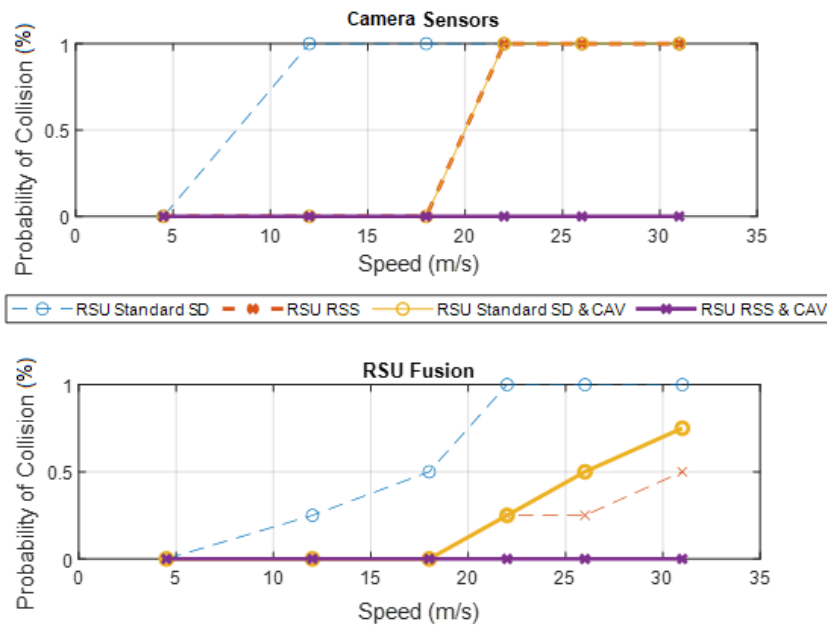 Camera Sensors
Probability of Collision (%)
1
0.5
0
0 5 10 15 20 25 30 35
Speed (m/s)
RSU Standard SD RSU RSS RSU Standard SD & CAV RSU RSS & CAV
RSU Fusion
Probability of Collision (%)
1
0.5
0
0 5 10 15 20 25 30 35
Speed (m/s)